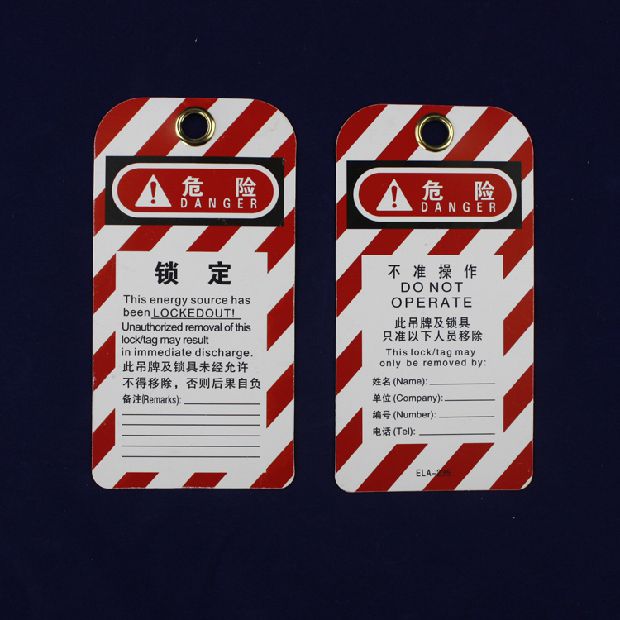 危 险
DANGER
锁 定
This energy source has
been LOCKEDOUT!
Unauthorized removal of this
lock/tag may result
in immediate discharge.
此吊牌及锁具未经允许
不得移除，否则后果自负
备注(Remarks):
危 险
DANGER
不 准 操 作
DO NOT
OPERATE
此吊牌及锁具
只准以下人员移除
This lock/tag may
only be removed by:
姓名(Name):
单位(Company):
编号(Number):
电话(Tel):